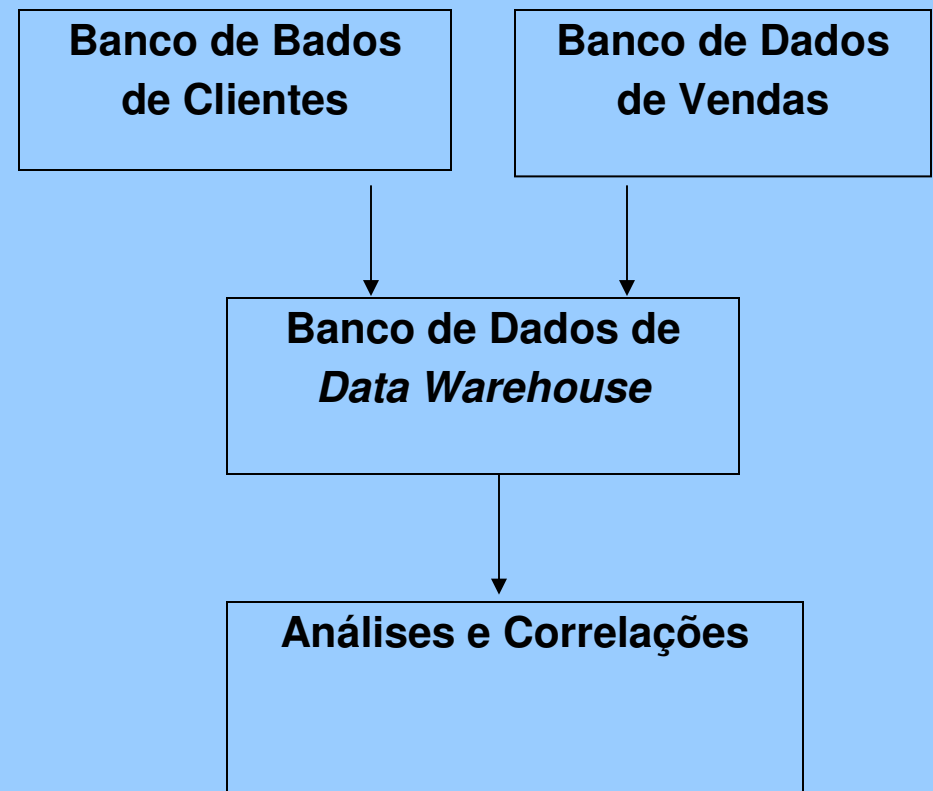 Banco de Bados
de Clientes
Banco de Dados
de Vendas
Banco de Dados de
Data Warehouse
Análises e Correlações